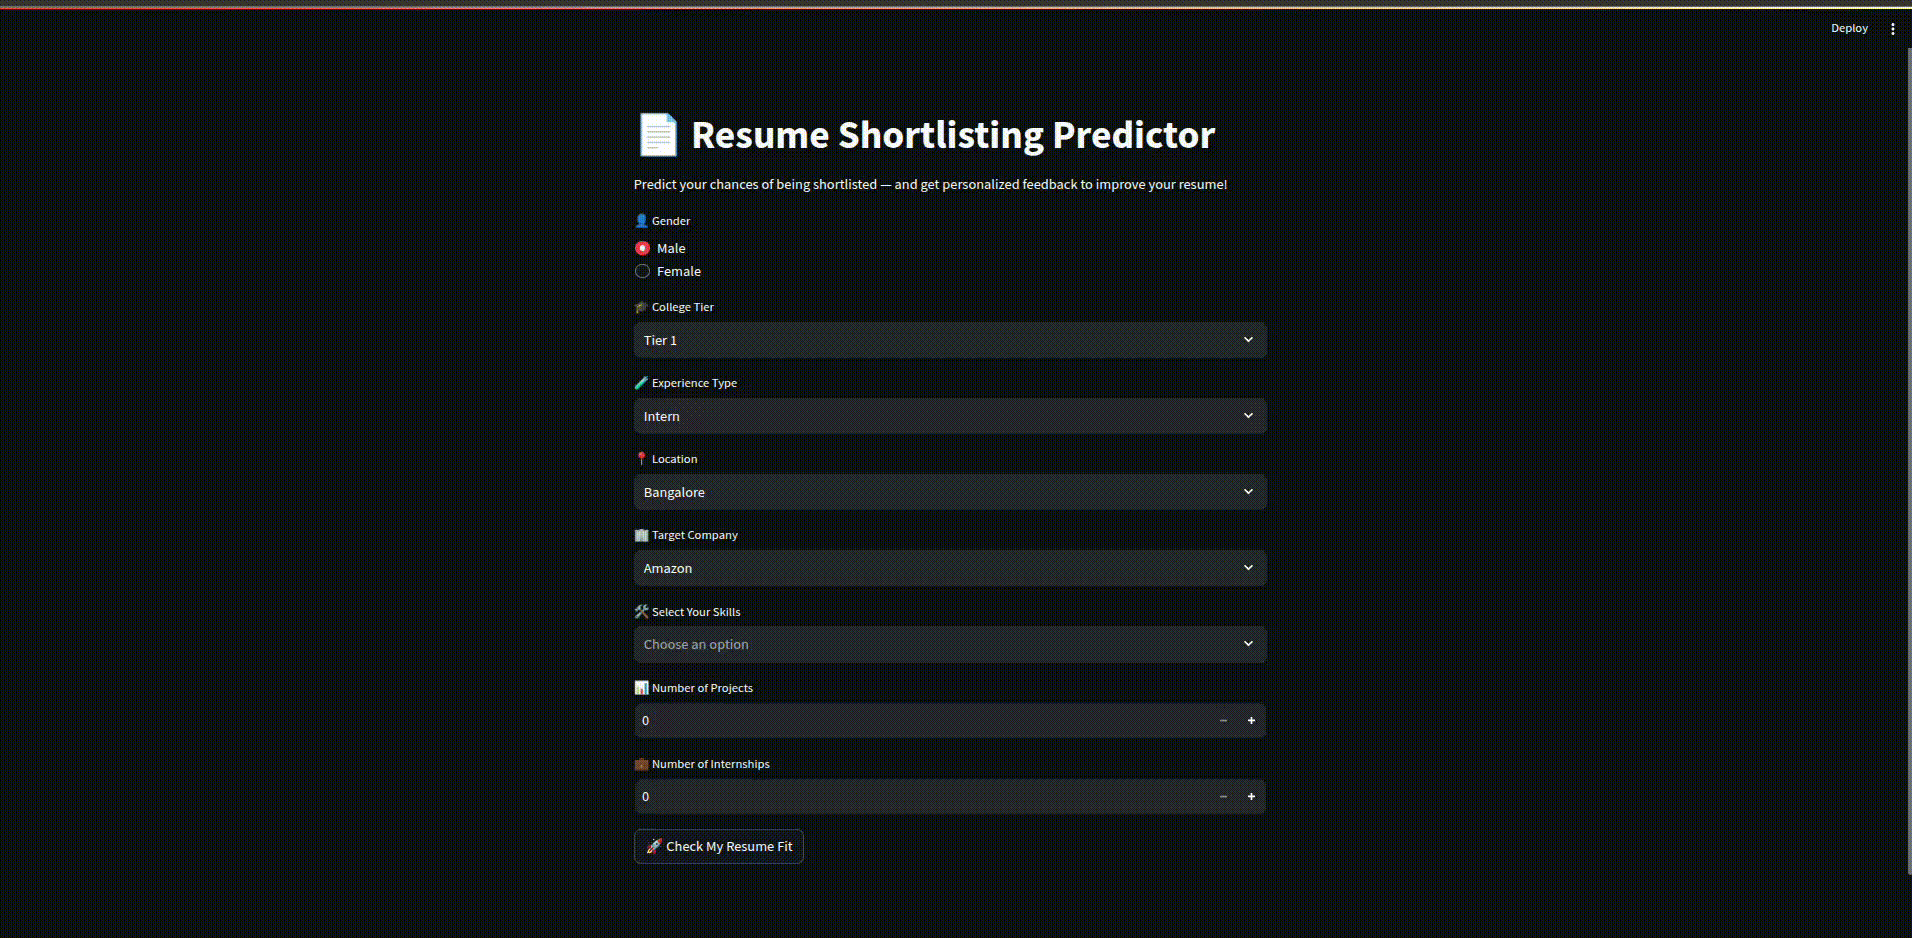 Deploy
Resume Shortlisting Predictor
Predict your chances of being shortlisted — and get personalized feedback to improve your resume!
Gender
Male
Female
College Tier
Tier 1
Experience Type
Intern
Location
Bangalore
Target Company
Amazon
Select Your Skills
Choose an option
Number of Projects
0
Number of Internships
0
Check My Resume Fit